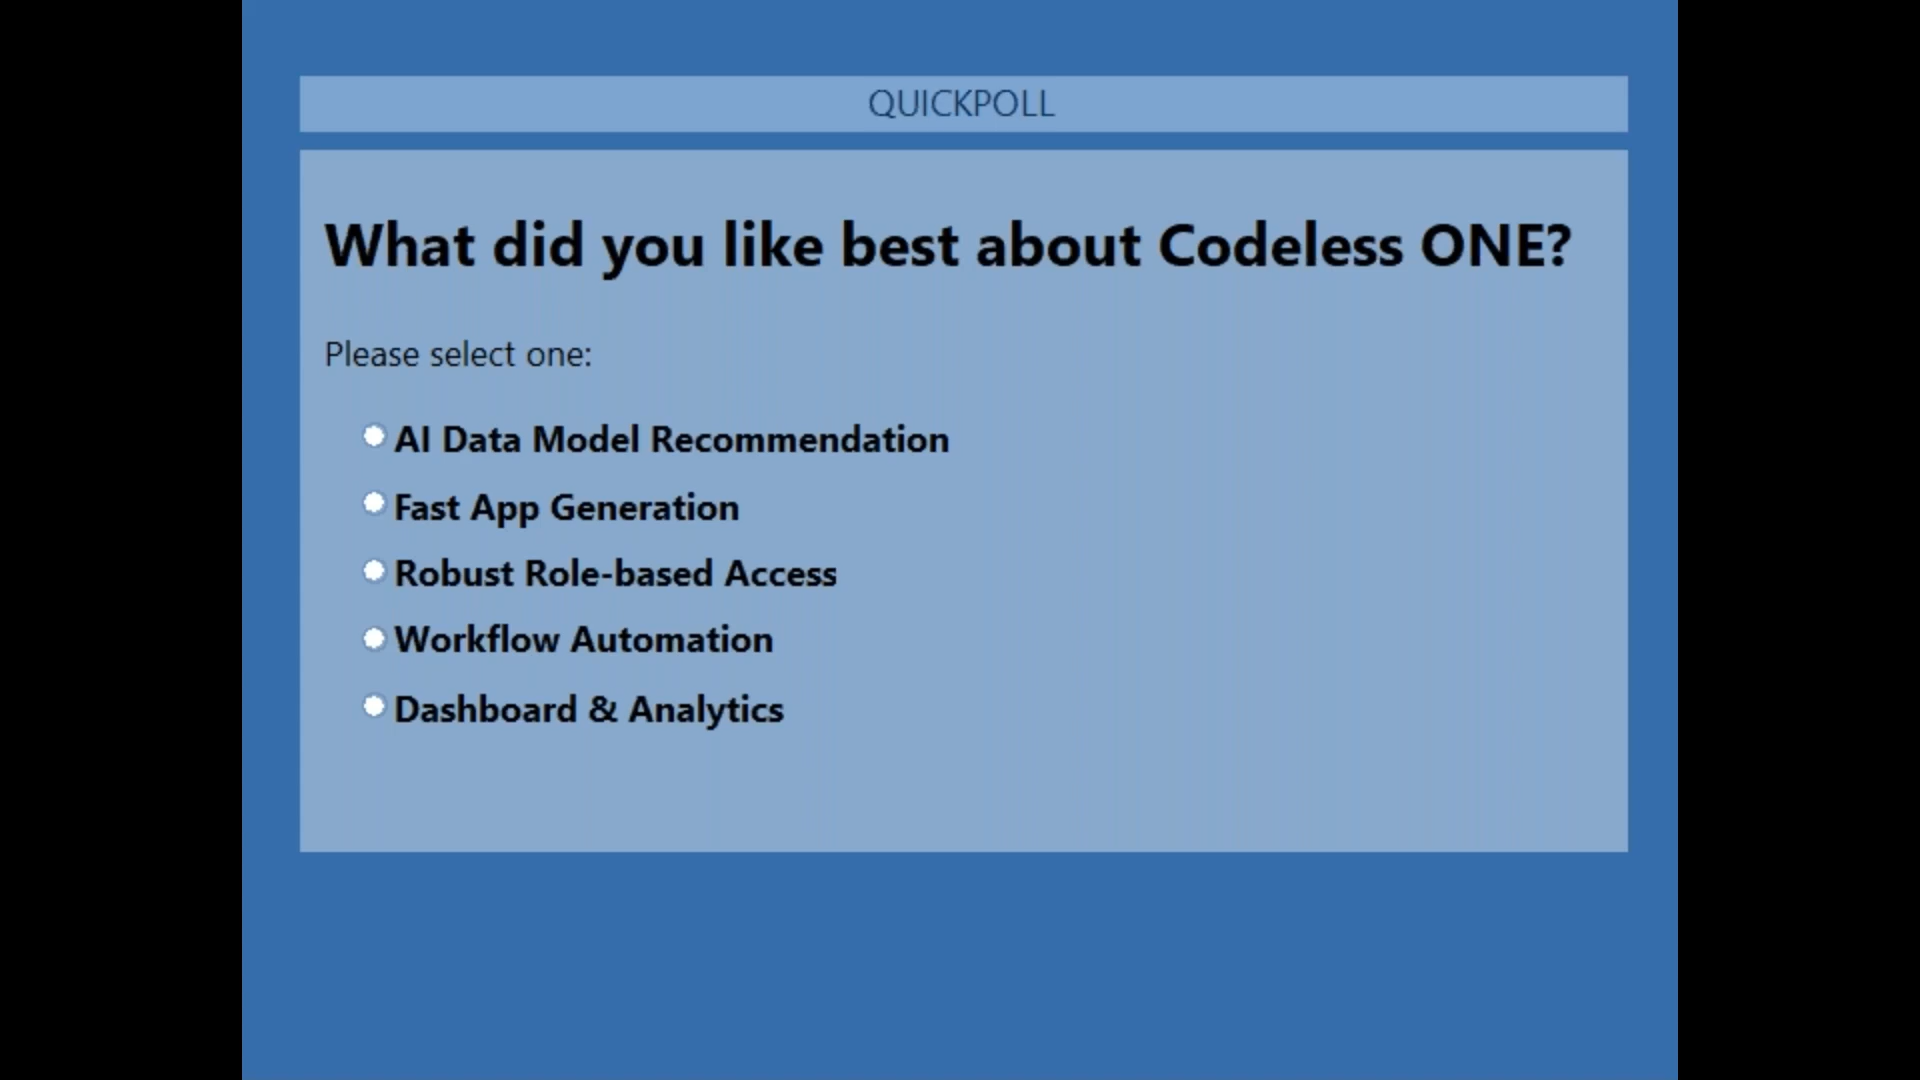 QUICKPOLL
What did you like best about Codeless ONE?
Please select one:
AI Data Model Recommendation
Fast App Generation
Robust Role-based Access
Workflow Automation
Dashboard & Analytics